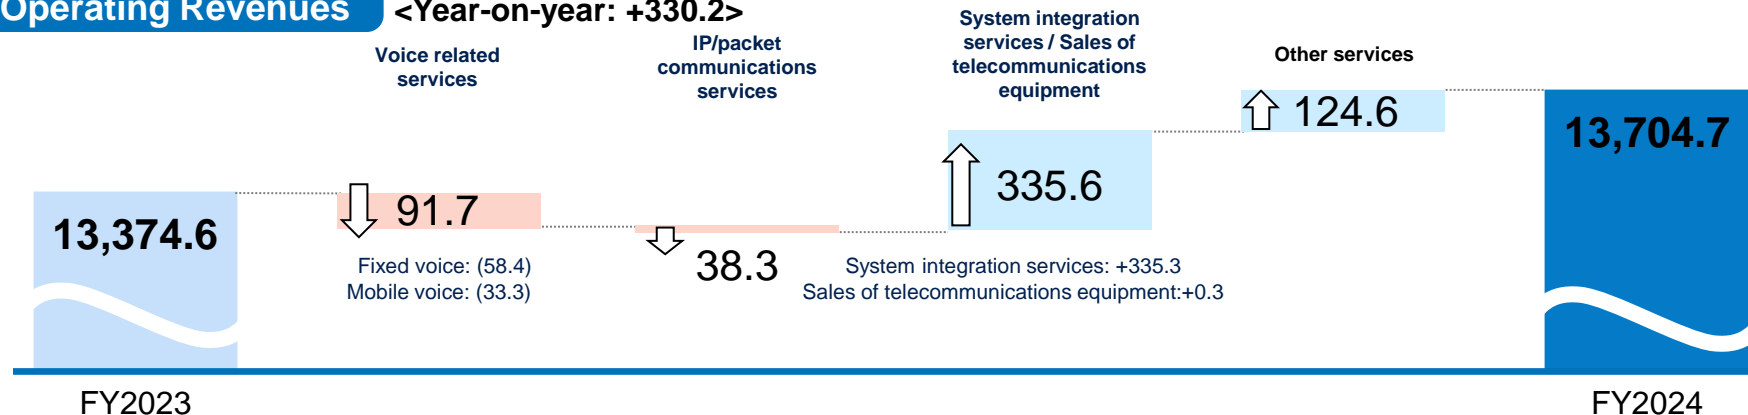 Operating Revenues
<Year-on-year: +330.2>
Voice related
services
IP/packet
communications
services
System integration
services / Sales of
telecommunications
equipment
Other services
13,374.6
91.7
Fixed voice: (58.4)
Mobile voice: (33.3)
38.3
335.6
System integration services: +335.3
Sales of telecommunications equipment:+0.3
124.6
13,704.7
FY2023
FY2024